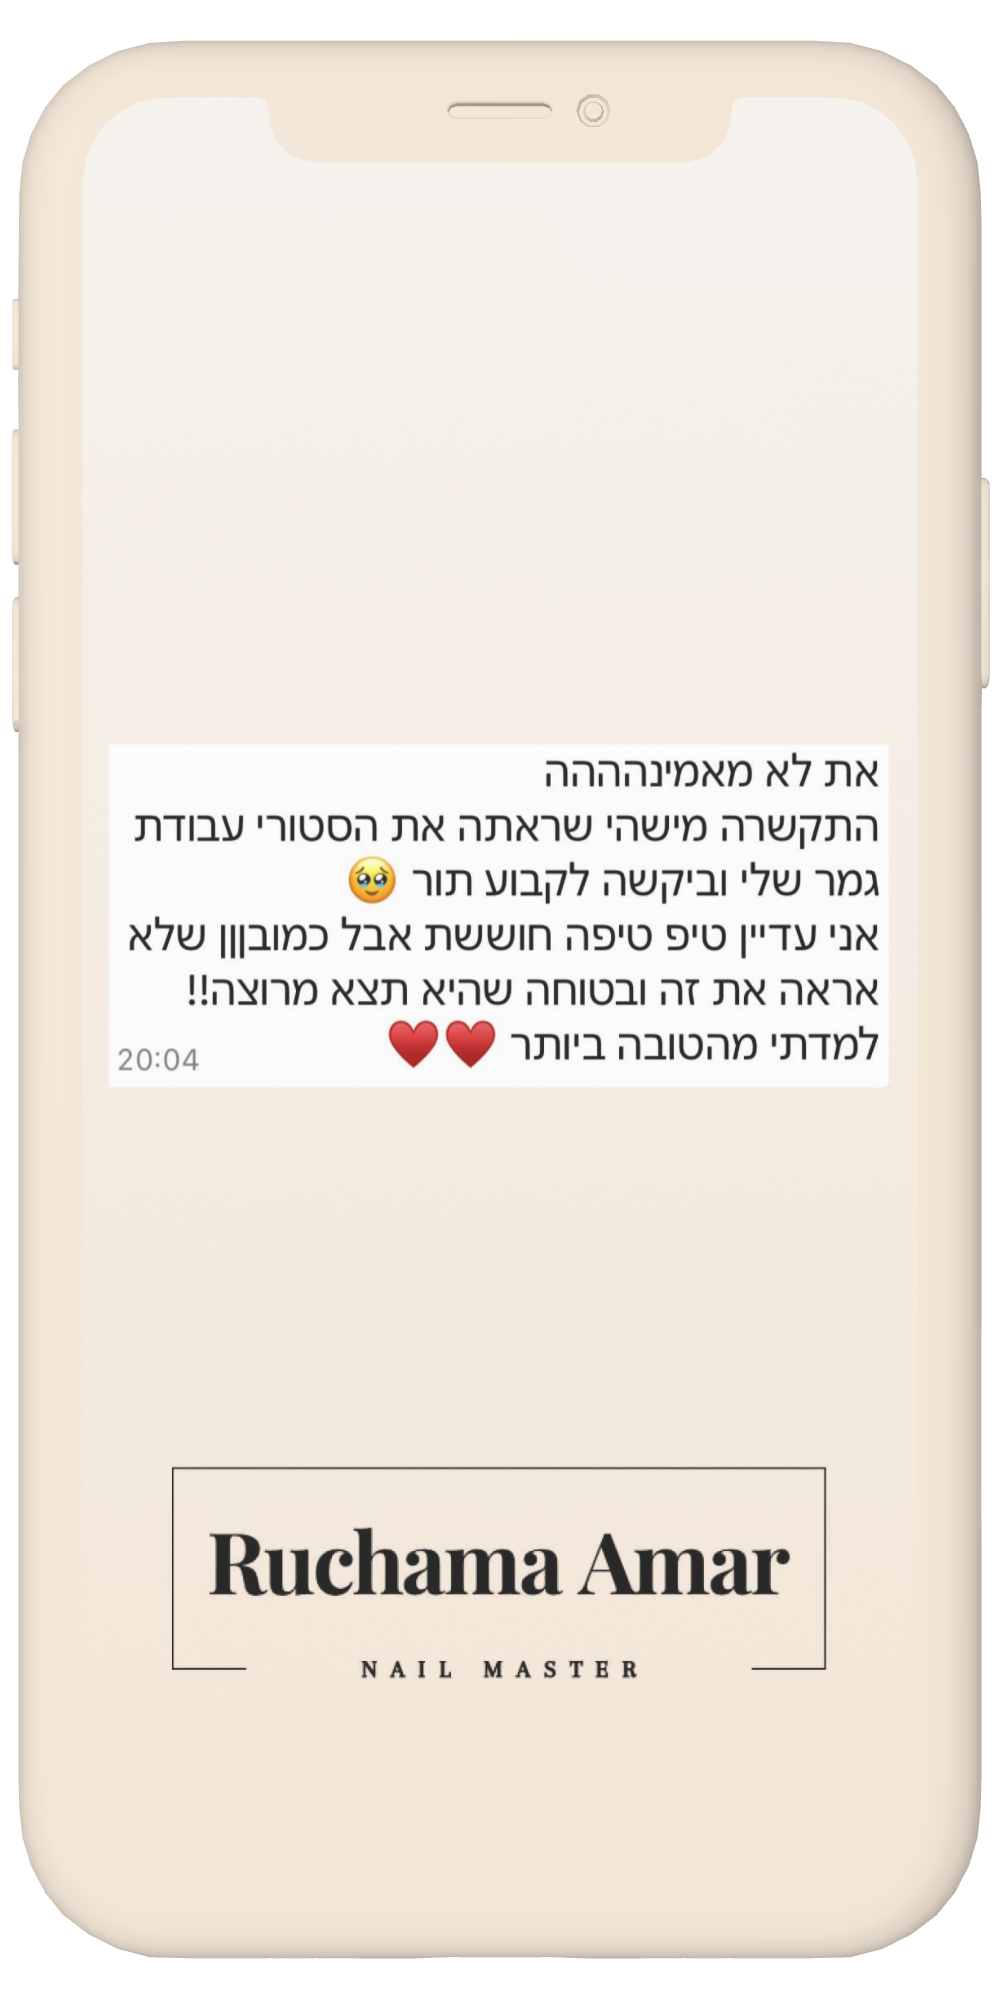 את לא מאמינהההה
התקשרה מישהי שראתה את הסטורי עבודת
גמר שלי וביקשה לקבוע תור 🥹
אני עדיין טיפ טיפה חוששת אבל כמובןןן שלא
אראה את זה ובטוחה שהיא תצא מרוצה!!
למדתי מהטובה ביותר ♥️♥️
20:04
Ruchama Amar
NAIL MASTER